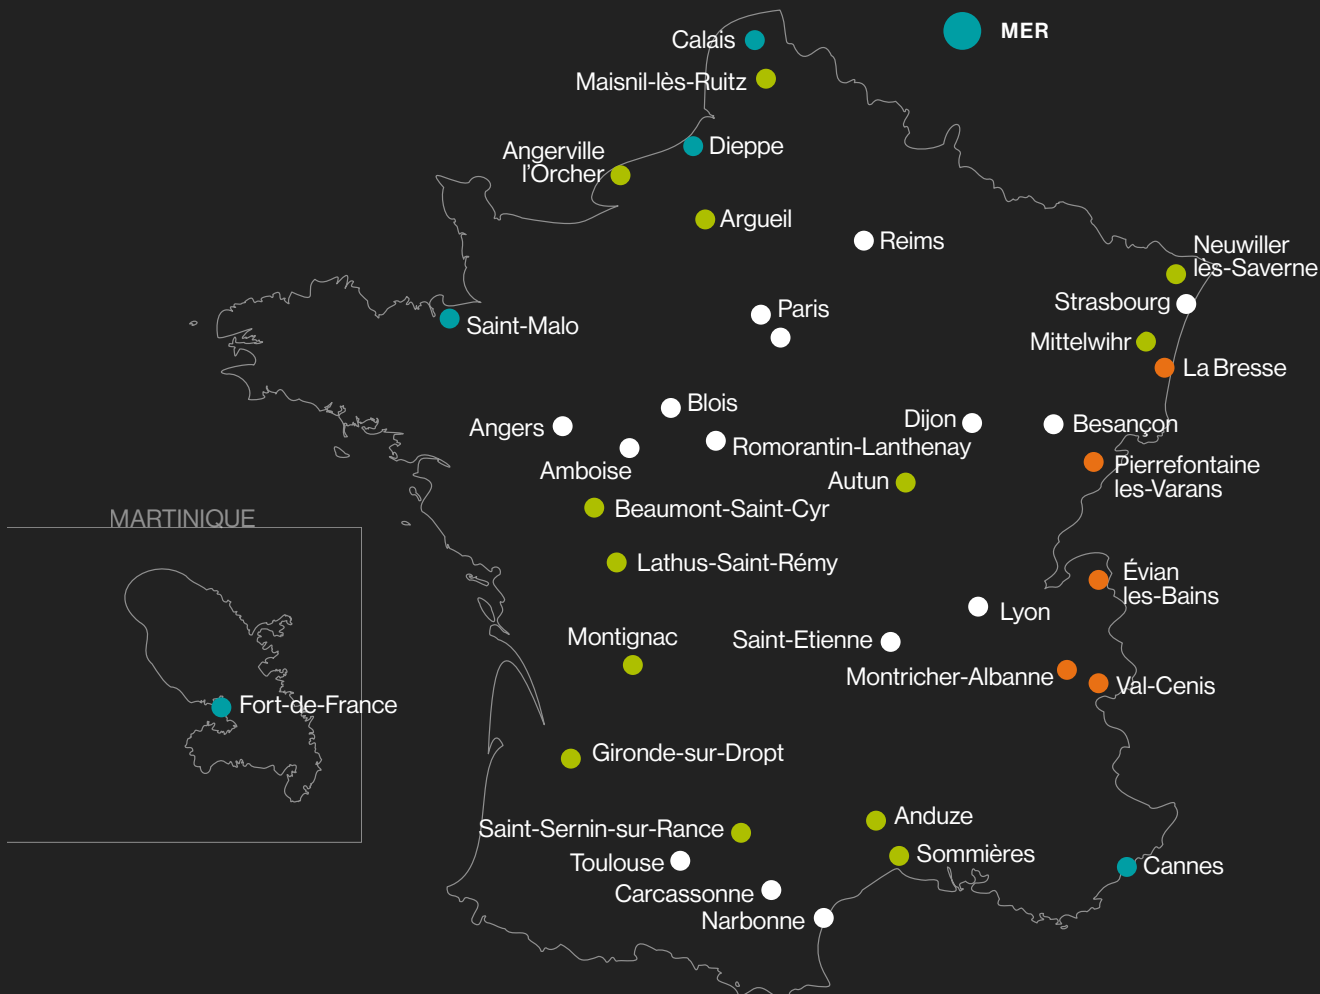 MER
Calais
Maisnil-lès-Ruitz
Angerville
l'Orcher
Dieppe
Argueil
Reims
Neuwiller
lès-Saverne
Strasbourg
Paris
Saint-Malo
Mittelwihr
La Bresse
Blois
Angers
Dijon
Besançon
Romorantin-Lanthenay
Amboise
Autun
Pierrefontaine
les-Varans
Beaumont-Saint-Cyr
MARTINIQUE
Lathus-Saint-Rémy
Évian
les-Bains
Lyon
Montignac
Saint-Etienne
Montricher-Albanne
Val-Cenis
Fort-de-France
Gironde-sur-Dropt
Anduze
Saint-Sernin-sur-Rance
Sommières
Toulouse
Cannes
Carcassonne
Narbonne